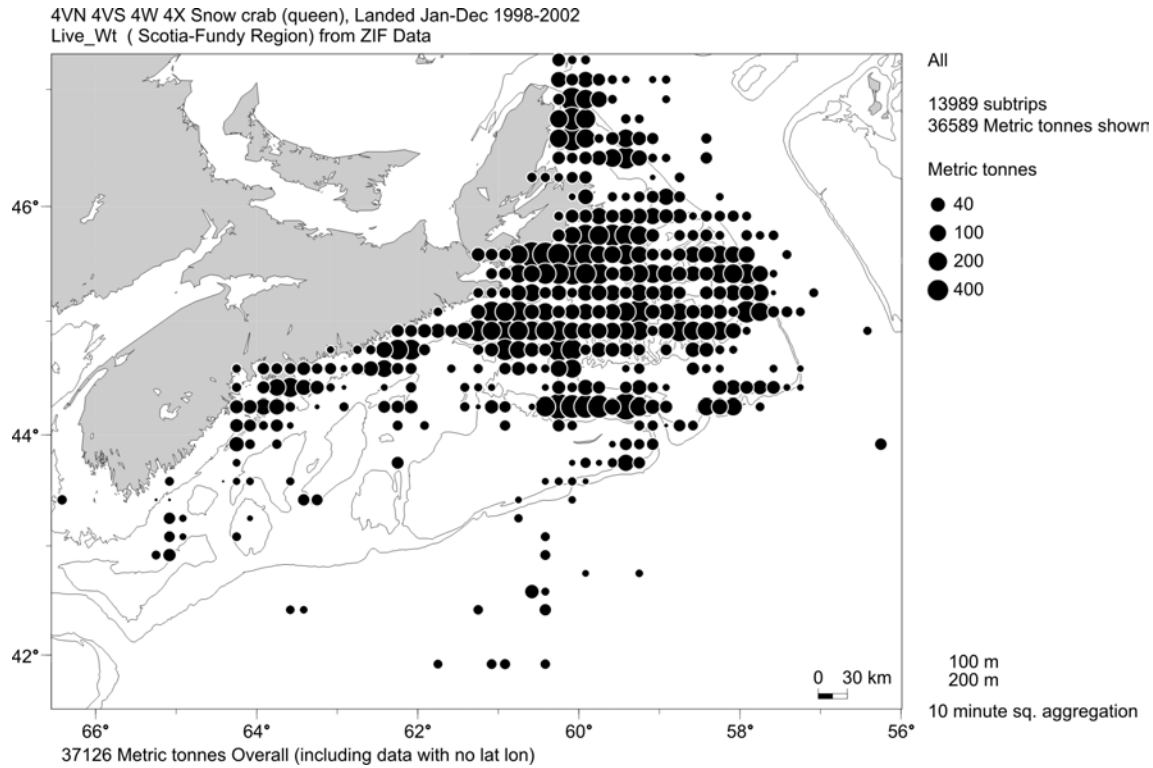 4VN 4VS 4W 4X Snow crab (queen), Landed Jan-Dec 1998-2002
Live_Wt ( Scotia-Fundy Region) from ZIF Data
All
13989 subtrips
36589 Metric tonnes shown
Metric tonnes
40
100
200
400
46°
44°
42°
0 30 km
100 m
200 m
10 minute sq. aggregation
66° 64° 62° 60° 58° 56°
37126 Metric tonnes Overall (including data with no lat lon)